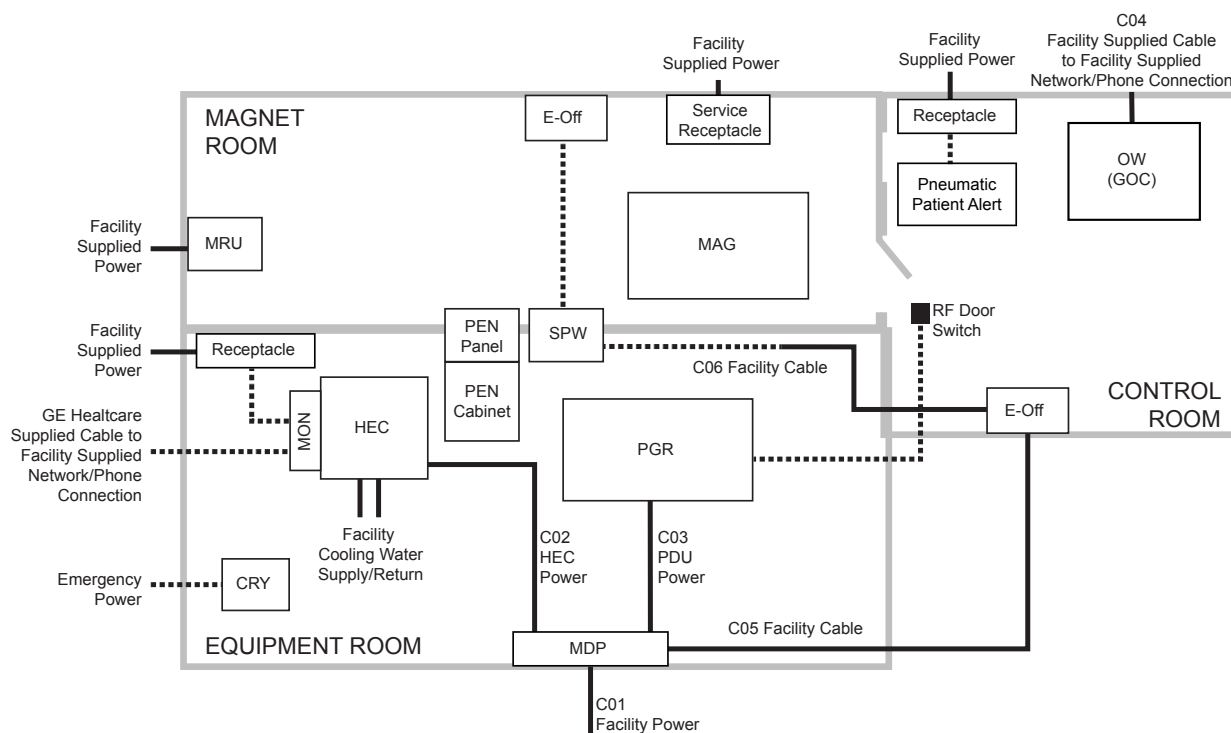 C04
Facility Supplied Cable
to Facility Supplied
Network/Phone Connection
Facility
Supplied Power
Facility
Supplied Power
MAGNET
ROOM
E-Off
Service
Receptacle
Receptacle
OW
(GOC)
Pneumatic
Patient Alert
Facility
Supplied
Power
MRU
MAG
RF Door
Switch
Facility
Supplied
Power
Receptacle
PEN
Panel
SPW
C06 Facility Cable
PEN
Cabinet
CONTROL
ROOM
E-Off
GE Healtcare
Supplied Cable to
Facility Supplied
Network/Phone
Connection
MON
HEC
PGR
Facility
Cooling Water
Supply/Return
C02
HEC
Power
C03
PDU
Power
Emergency
Power
CRY
C05 Facility Cable
EQUIPMENT ROOM
MDP
C01
Facility Power